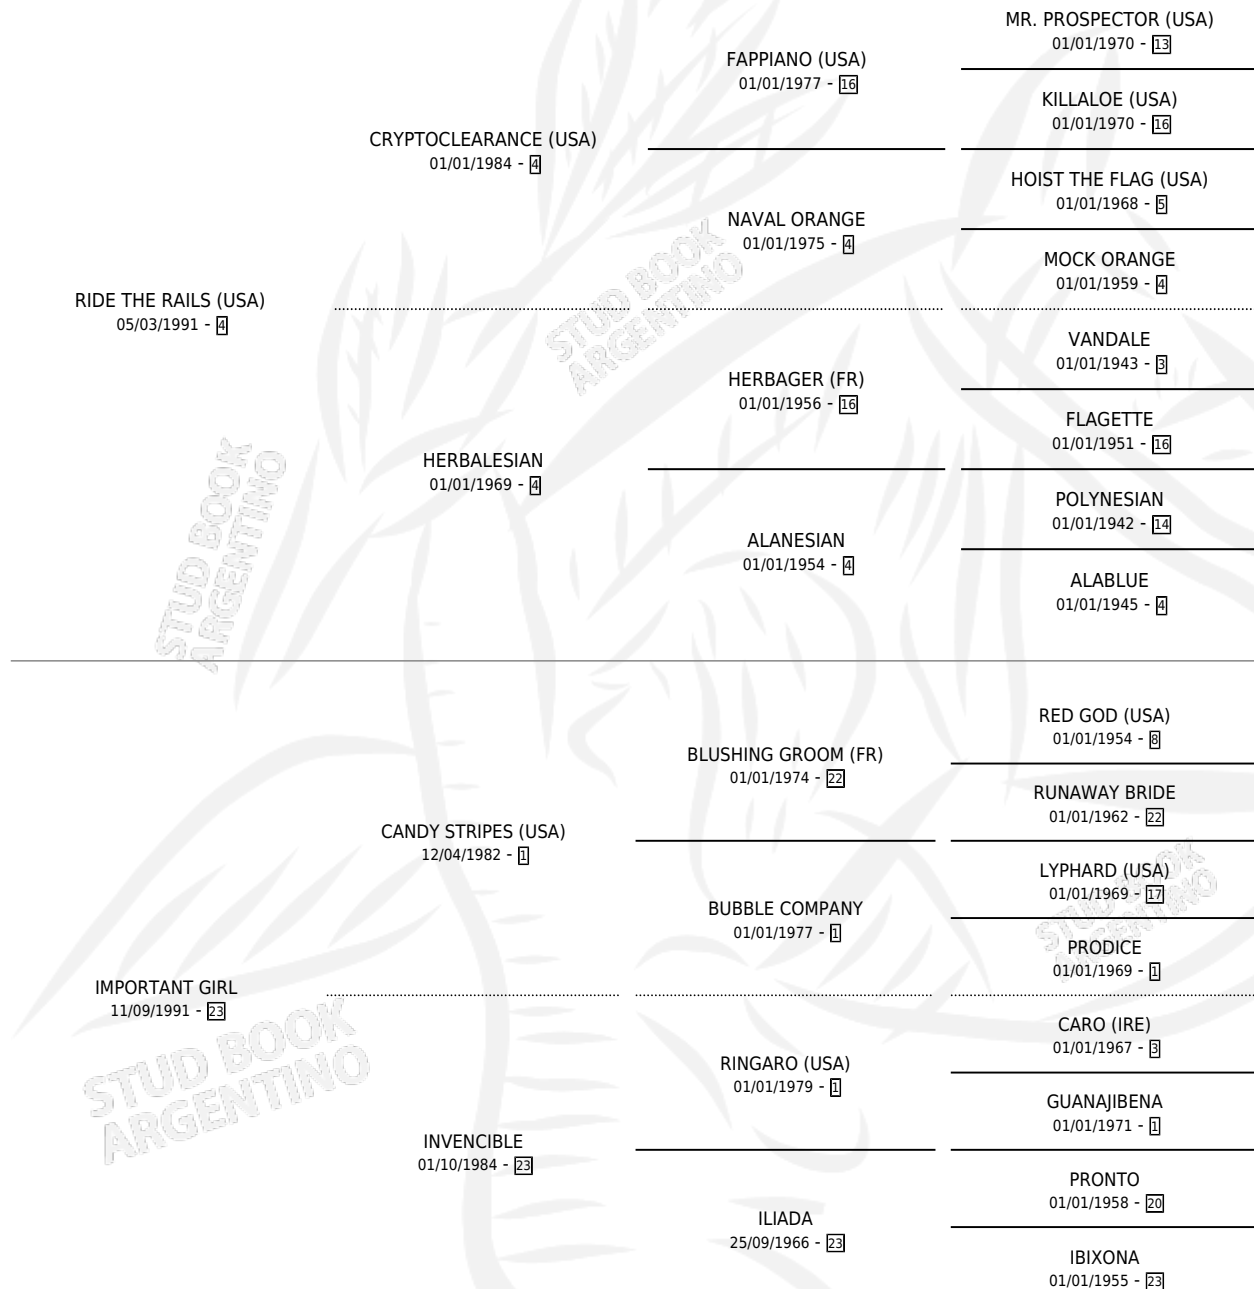 MR. PROSPECTOR (USA)
01/01/1970 - 13
FAPPIANO (USA)
01/01/1977 - 16
KILLALOE (USA)
01/01/1970 - 16
CRYPTOCLEARANCE (USA)
01/01/1984 - 4
HOIST THE FLAG (USA)
01/01/1968 - 5
NAVAL ORANGE
01/01/1975 - 4
MOCK ORANGE
01/01/1959 - 4
RIDE THE RAILS (USA)
05/03/1991 - 4
STUD BOOK
ARGENTINO
VANDALE
01/01/1943 - 3
HERBAGER (FR)
01/01/1956 - 16
FLAGETTE
01/01/1951 - 16
HERBALESIAN
01/01/1969 - 4
POLYNESIAN
01/01/1942 - 14
ALANESIAN
01/01/1954 - 4
ALABLUE
01/01/1945 - 4
STUD BOOK
ARGENTINO
RED GOD (USA)
01/01/1954 - 8
BLUSHING GROOM (FR)
01/01/1974 - 22
RUNAWAY BRIDE
01/01/1962 - 22
CANDY STRIPES (USA)
12/04/1982 - 1
LYPHARD (USA)
01/01/1969 - 17
BUBBLE COMPANY
01/01/1977 - 1
STUD BOOK
ARGENTINO
PRODICE
01/01/1969 - 1
IMPORTANT GIRL
11/09/1991 - 23
STUD BOOK
ARGENTINO
CARO (IRE)
01/01/1967 - 3
RINGARO (USA)
01/01/1979 - 1
GUANAJIBENA
01/01/1971 - 1
INVENCIBLE
01/10/1984 - 23
PRONTO
01/01/1958 - 20
ILIADA
25/09/1966 - 23
IBIXONA
01/01/1955 - 23